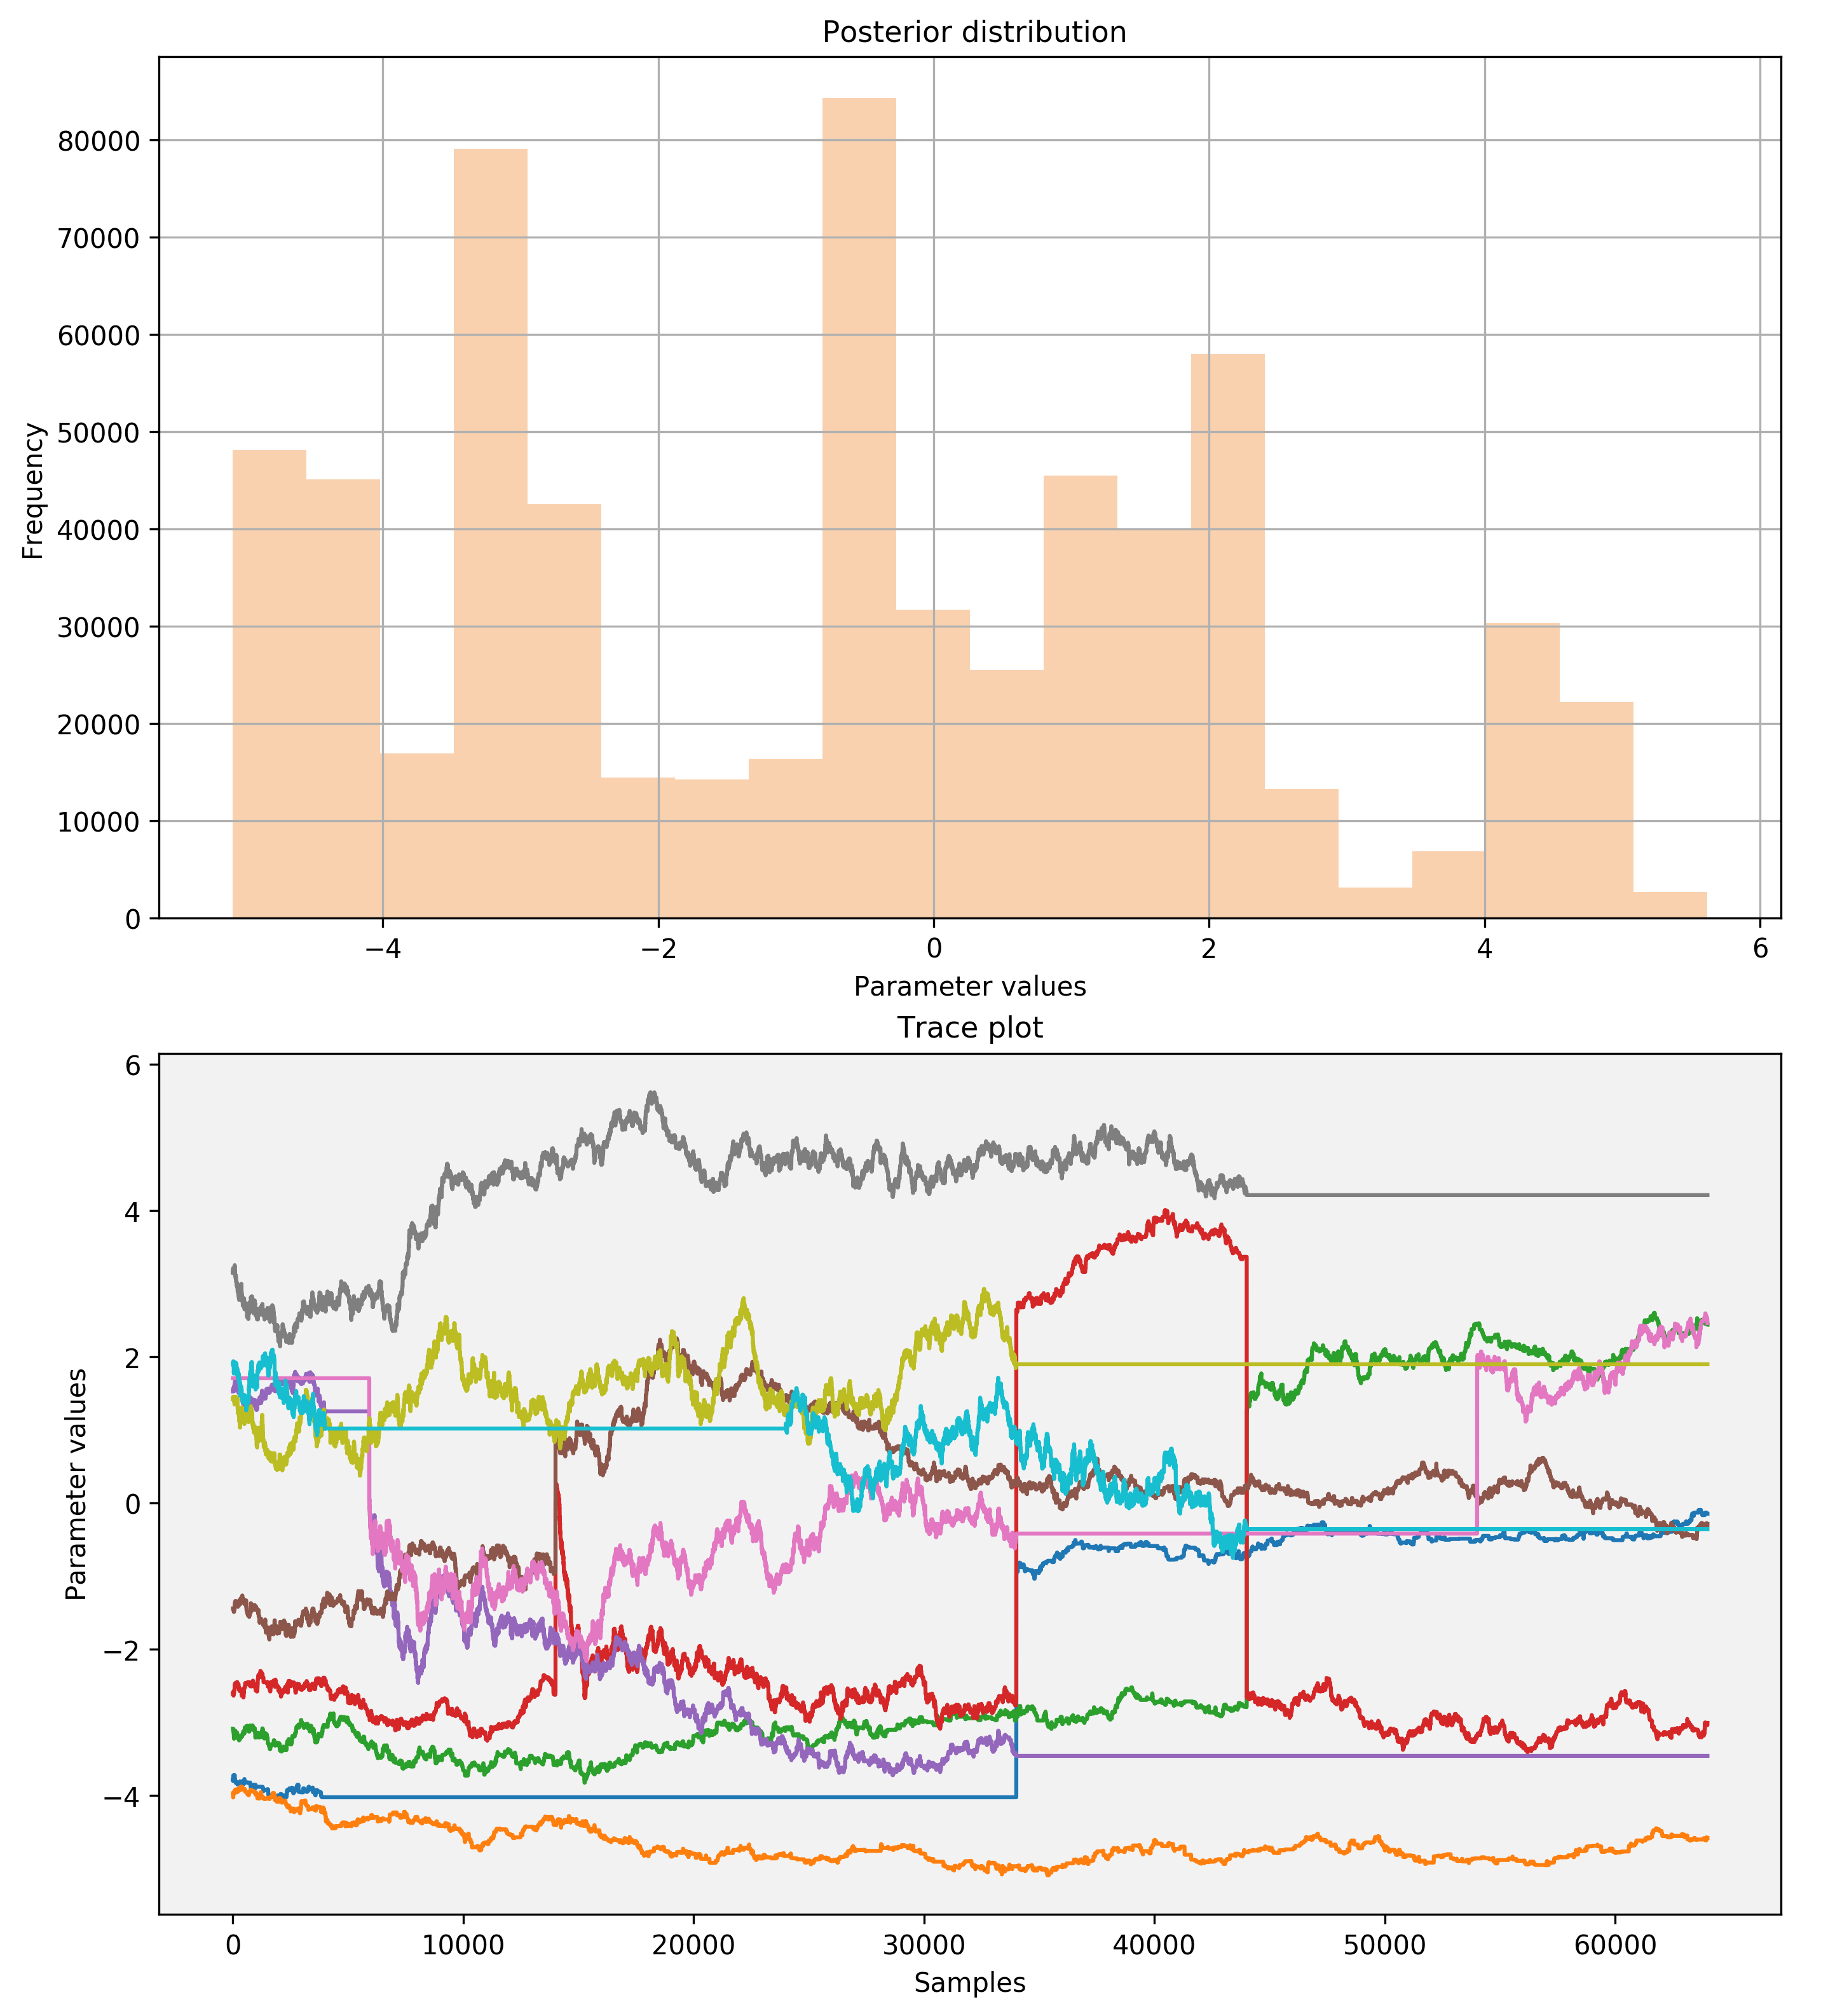 Posterior distribution
80000
70000
60000
50000
40000
30000
20000
10000
0
Frequency
−4 −2 0 2 4 6
Parameter values
Trace plot
6
4
2
0
−2
−4
Parameter values
0 10000 20000 30000 40000 50000 60000
Samples